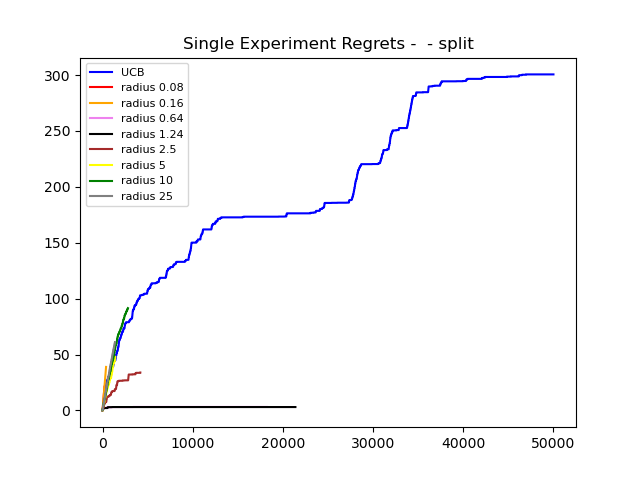 Single Experiment Regrets -  - split
UCB
radius 0.08
radius 0.16
radius 0.64
radius 1.24
radius 2.5
radius 5
radius 10
radius 25
300
250
200
150
100
50
0
0 10000 20000 30000 40000 50000